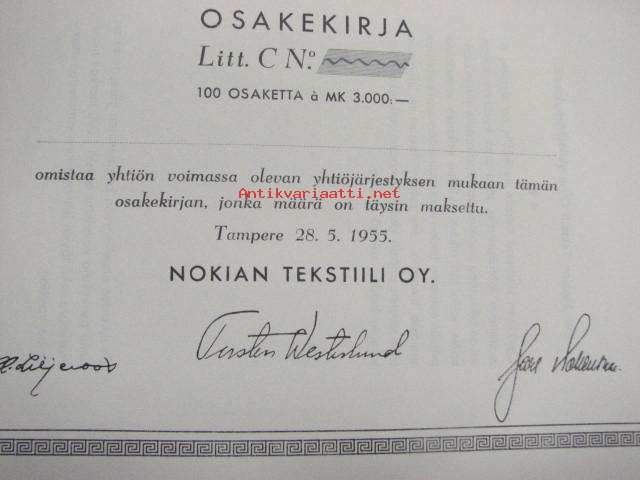 OSAKEKIRJA
Litt. C No.
100 OSAKETTA à MK 3.000:—
omistaa yhtiön voimassa olevan yhtiöjärjestyksen mukaan tämän
Antikvariaatti.net
osakekirjan, jonka määrä on täysin maksettu.
Tampere 28. 5. 1955.
NOKIAN TEKSTIILI OY.
Torsten Westerlund
Liljeroos